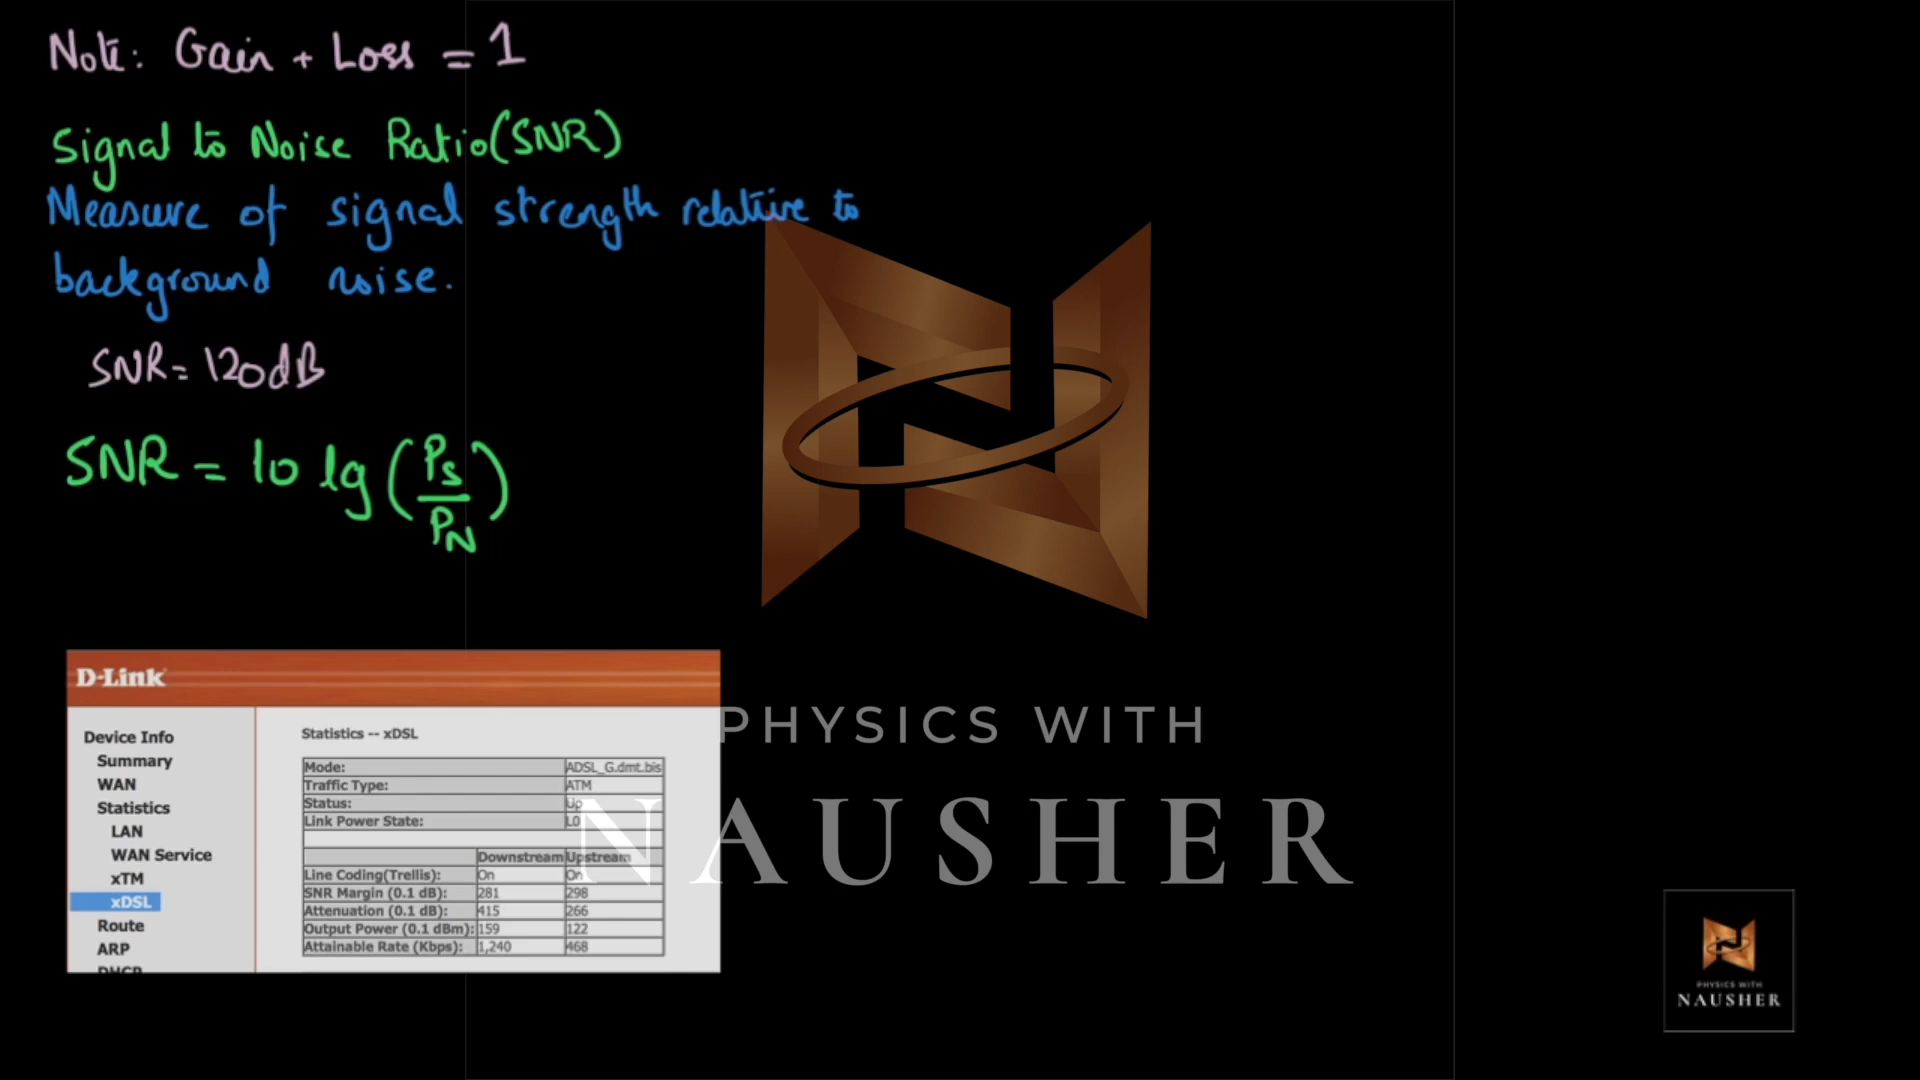 Note: Gain + Loss = 1
Signal to Noise Ratio (SNR)
Measure of signal strength relative to
background noise.
SNR = 120dB
SNR = 10 lg (PS/PN)
D-Link
Device Info
Summary
WAN
Statistics
LAN
WAN Service
xTM
xDSL
Route
ARP
DHCP
Statistics -- xDSL
Mode: ADSL_G.dmt.bis
Traffic Type: ATM
Status: Up
Link Power State: L0
Downstream Upstream
Line Coding(Trellis): On On
SNR Margin (0.1 dB): 281 298
Attenuation (0.1 dB): 415 266
Output Power (0.1 dBm): 159 122
Attainable Rate (Kbps): 1,240 468
PHYSICS WITH
NAUSHER
PHYSICS WITH
NAUSHER